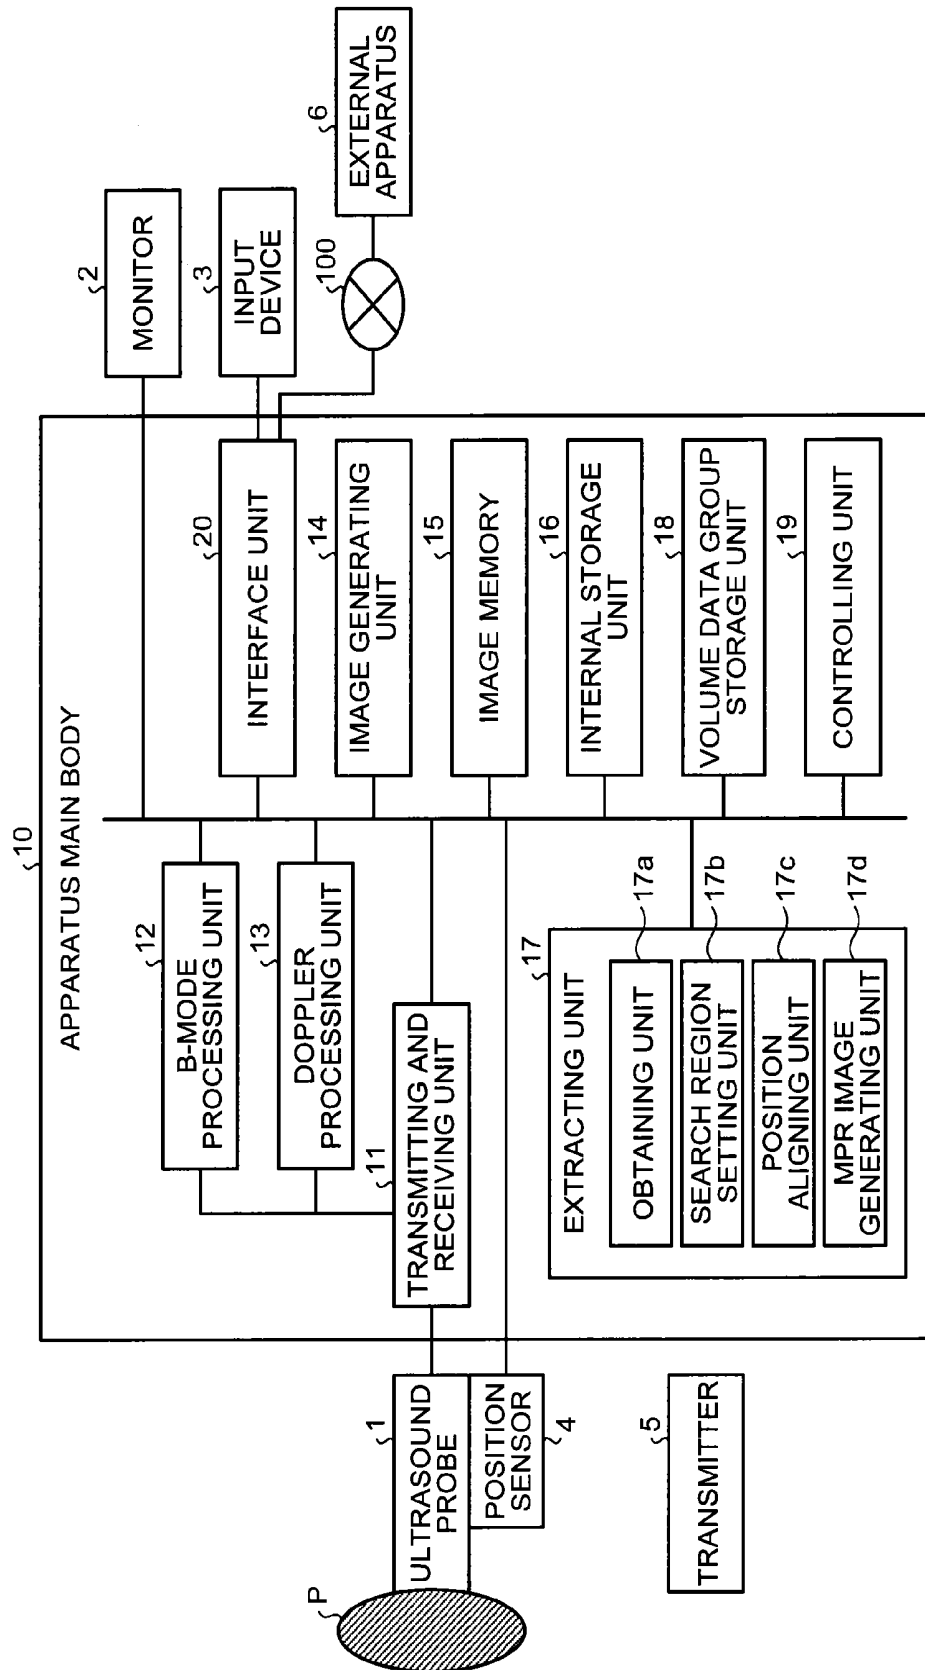 10
APPARATUS MAIN BODY
P
1
ULTRASOUND
PROBE
POSITION
SENSOR
4
5
TRANSMITTER
12
B-MODE
PROCESSING UNIT
13
DOPPLER
PROCESSING UNIT
11
TRANSMITTING AND
RECEIVING UNIT
17
EXTRACTING UNIT
OBTAINING UNIT
17a
SEARCH REGION
SETTING UNIT
17b
POSITION
ALIGNING UNIT
17c
MPR IMAGE
GENERATING UNIT
17d
20
INTERFACE UNIT
14
IMAGE GENERATING
UNIT
15
IMAGE MEMORY
16
INTERNAL STORAGE
UNIT
18
VOLUME DATA GROUP
STORAGE UNIT
19
CONTROLLING UNIT
2
MONITOR
3
INPUT
DEVICE
100
6
EXTERNAL
APPARATUS